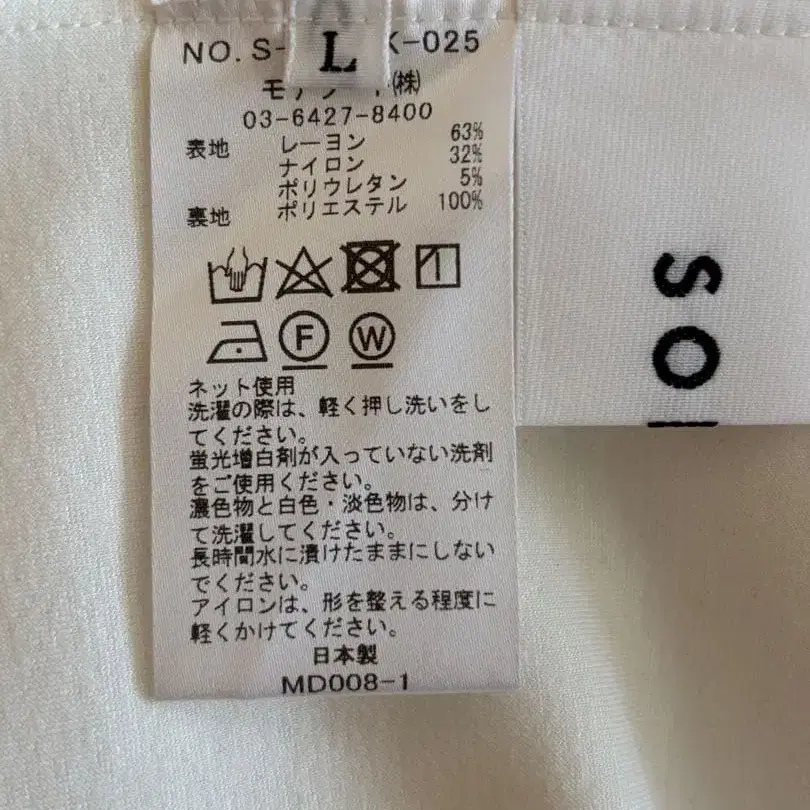 NO. S-
K-025
L
(株)
03-6427-8400
表地 レーヨン 63%
ナイロン 32%
ポリウレタン 5%
裏地 ポリエステル 100%
F W
ネット使用
洗濯の際は、軽く押し洗いをし
てください。
蛍光増白剤が入っていない洗剤
をご使用ください。
濃色物と白色・淡色物は、分け
て洗濯してください。
長時間水に漬けたままにしない
でください。
アイロンは、形を整える程度に
軽くかけてください。
日本製
MD008-1
SO